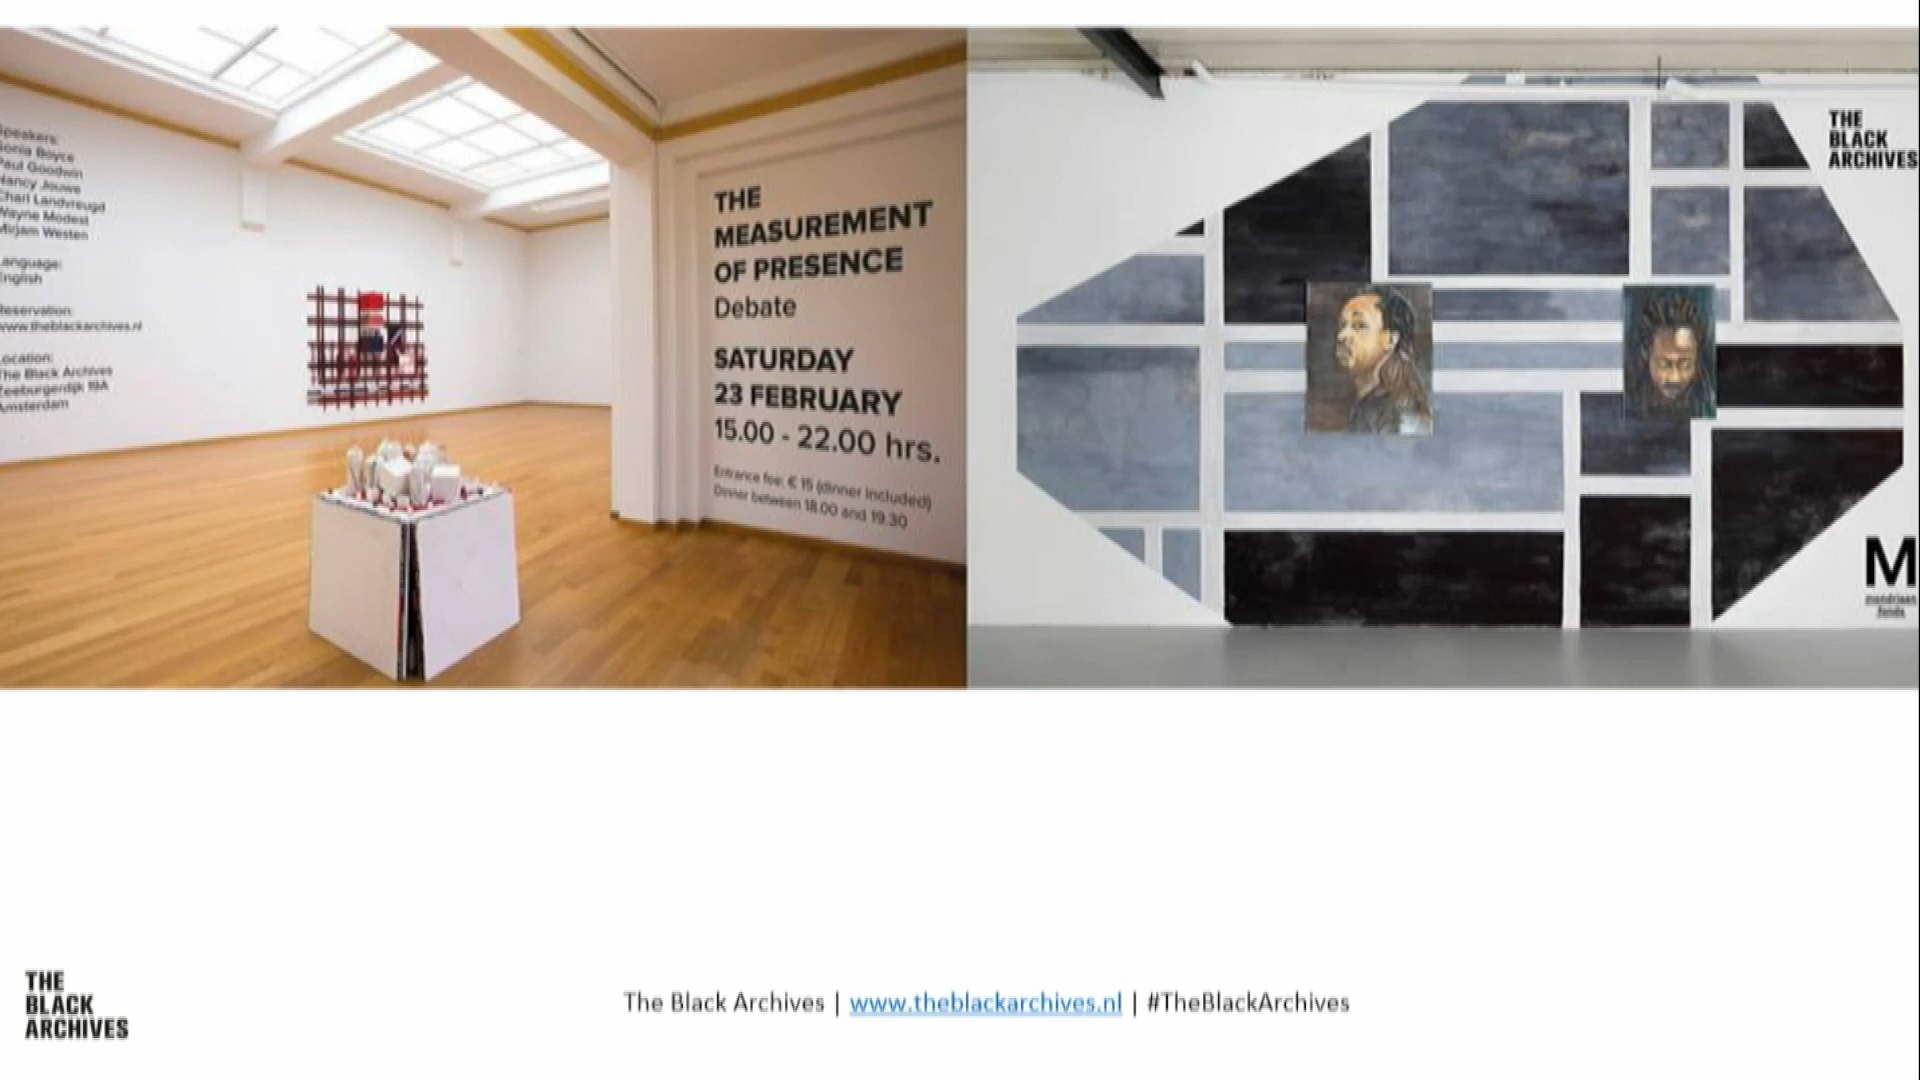 Speakers:
Sonia Boyce
Paul Goodwin
Nancy Jouwe
Charl Landvreugd
Wayne Modest
Mirjam Westen
Language:
English
Reservation:
www.theblackarchives.nl
Location:
The Black Archives
Zeeburgerdijk 19A
Amsterdam
THE
MEASUREMENT
OF PRESENCE
Debate
SATURDAY
23 FEBRUARY
15.00 - 22.00 hrs.
Entrance fee: € 15 (dinner included)
Dinner between 18.00 and 19.30
THE
BLACK
ARCHIVES
M
mondriaan
fonds
THE
BLACK
ARCHIVES
The Black Archives | www.theblackarchives.nl | #TheBlackArchives